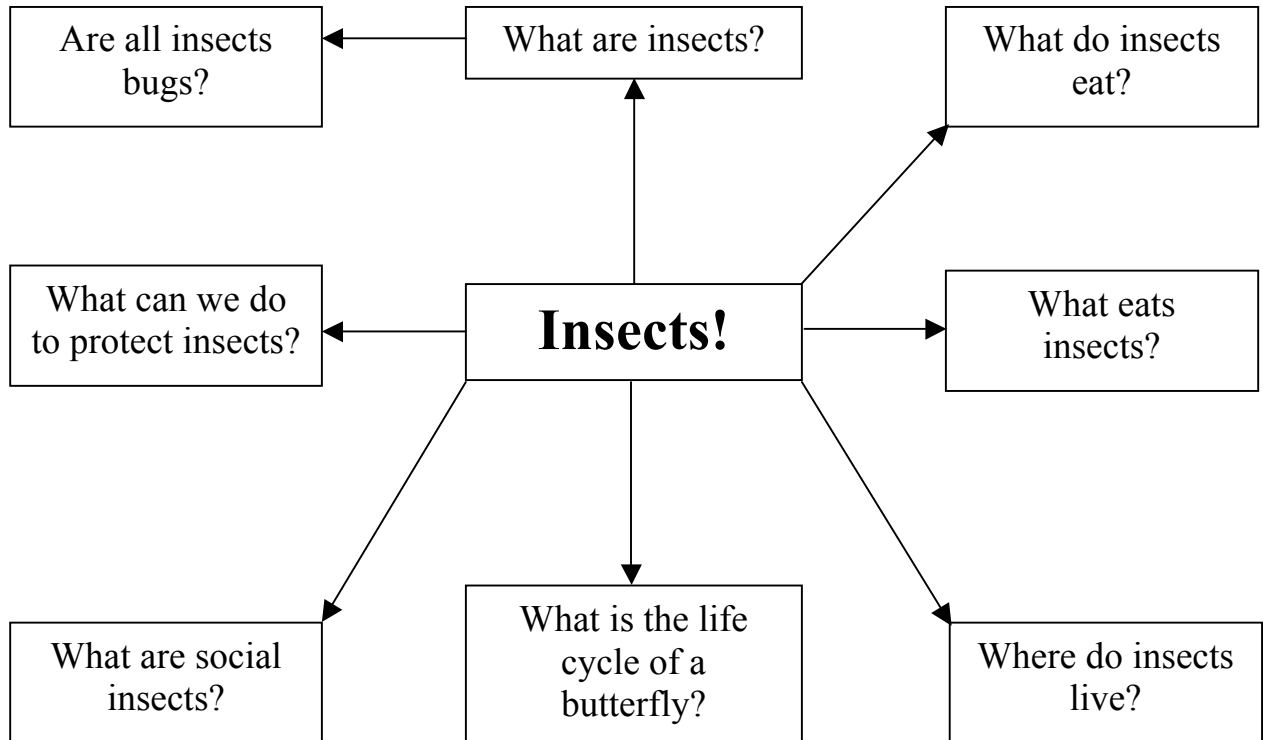 Are all insects
bugs?
What are insects?
What do insects
eat?
What can we do
to protect insects?
Insects!
What eats
insects?
What are social
insects?
What is the life
cycle of a
butterfly?
Where do insects
live?